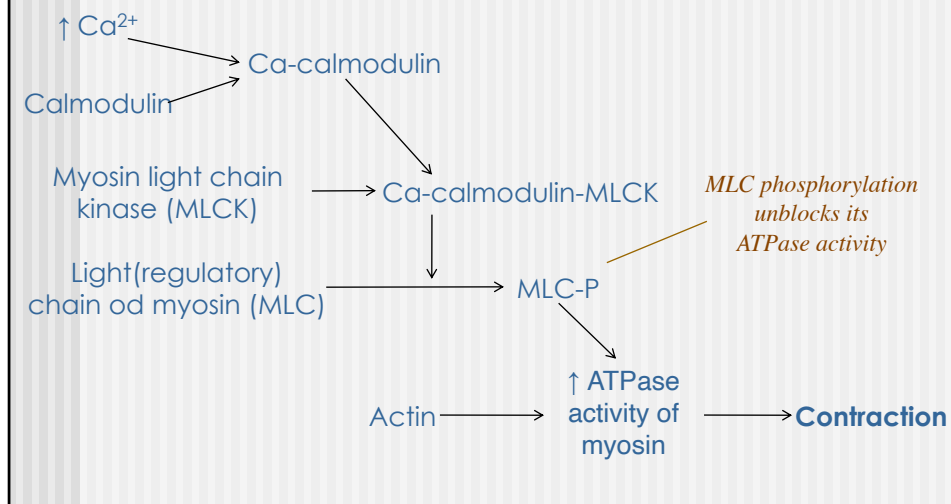 ↑ Ca²⁺
Ca-calmodulin
Calmodulin
Myosin light chain
kinase (MLCK)
Ca-calmodulin-MLCK
MLC phosphorylation
unblocks its
ATPase activity
Light(regulatory)
chain od myosin (MLC)
MLC-P
↑ ATPase
activity of
myosin
Actin
Contraction